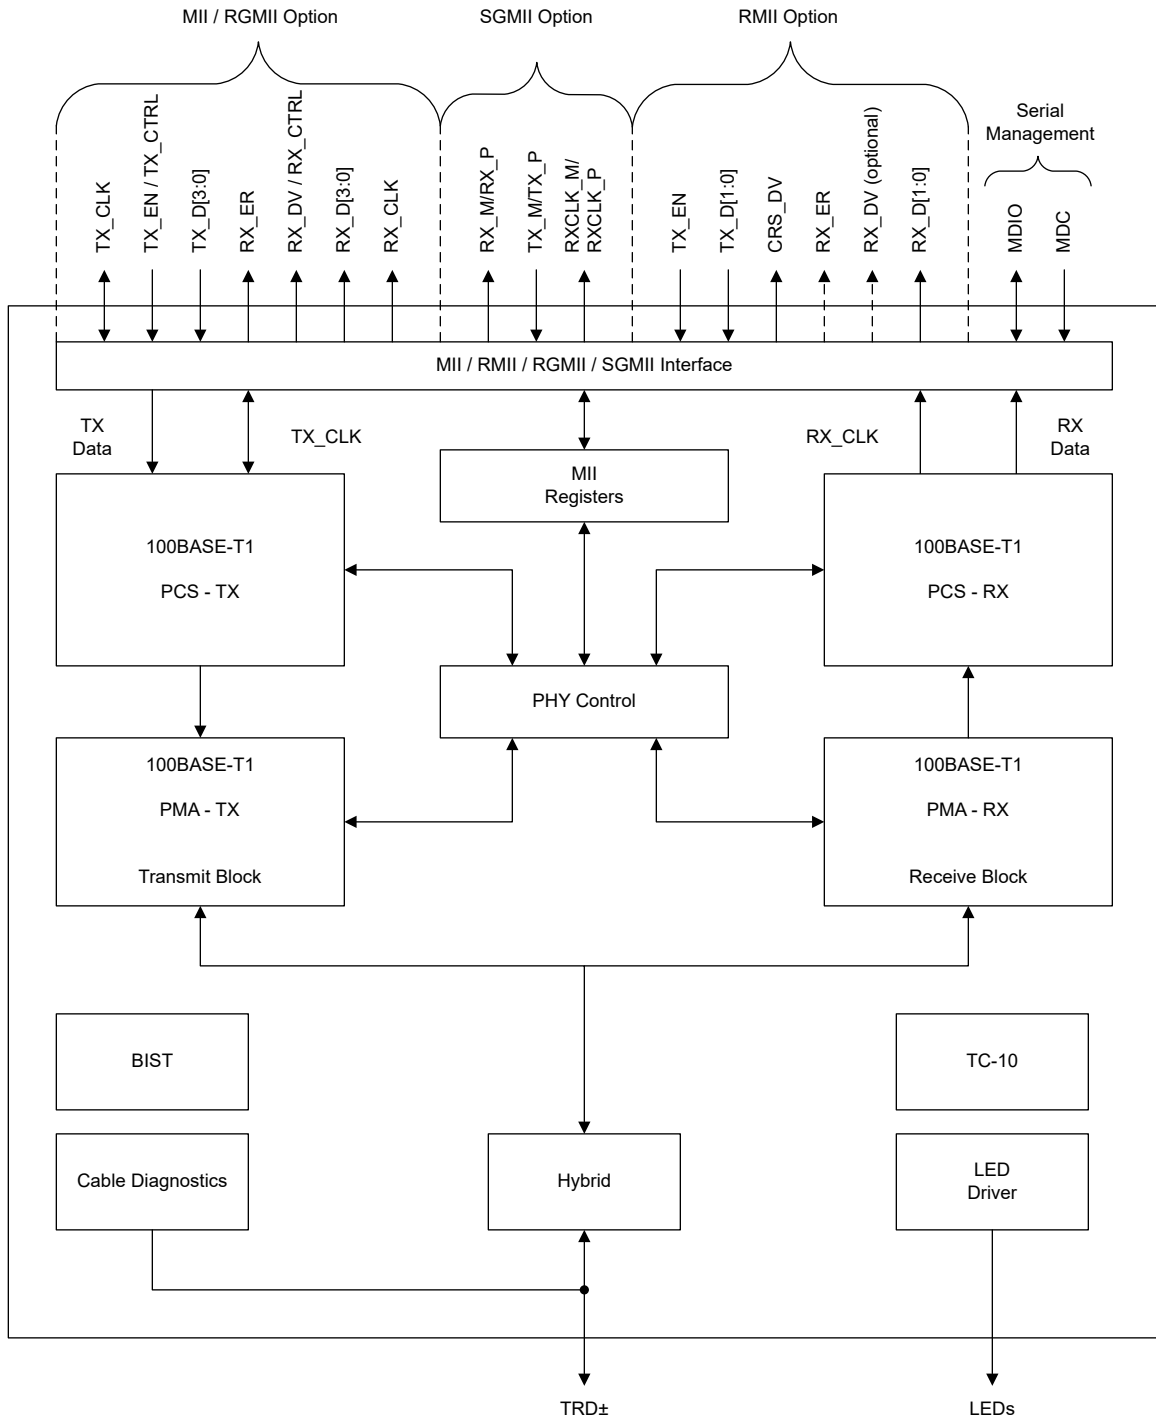 MII / RGMII Option
SGMII Option
RMII Option
Serial
Management
TX_CLK
TX_EN / TX_CTRL
TX_D[3:0]
RX_ER
RX_DV / RX_CTRL
RX_D[3:0]
RX_CLK
RX_M/RX_P
TX_M/TX_P
RXCLK_M/
RXCLK_P
TX_EN
TX_D[1:0]
CRS_DV
RX_ER
RX_DV (optional)
RX_D[1:0]
MDIO
MDC
MII / RMII / RGMII / SGMII Interface
TX
Data
TX_CLK
RX_CLK
RX
Data
MII
Registers
100BASE-T1
PCS - TX
100BASE-T1
PCS - RX
PHY Control
100BASE-T1
PMA - TX
Transmit Block
100BASE-T1
PMA - RX
Receive Block
BIST
TC-10
Cable Diagnostics
Hybrid
LED
Driver
TRD±
LEDs